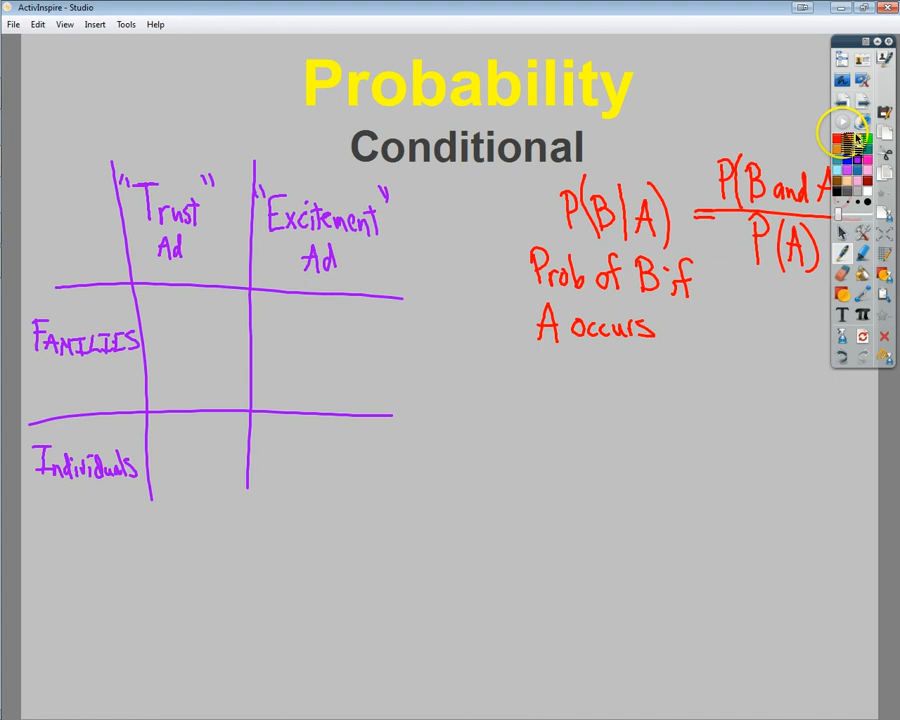 ActivInspire - Studio
File Edit View Insert Tools Help
Probability
Conditional
"Trust"
Ad
"Excitement"
Ad
FAMILIES
Individuals
P(B|A) = P(B and A
P(A)
Prob of B if
A occurs